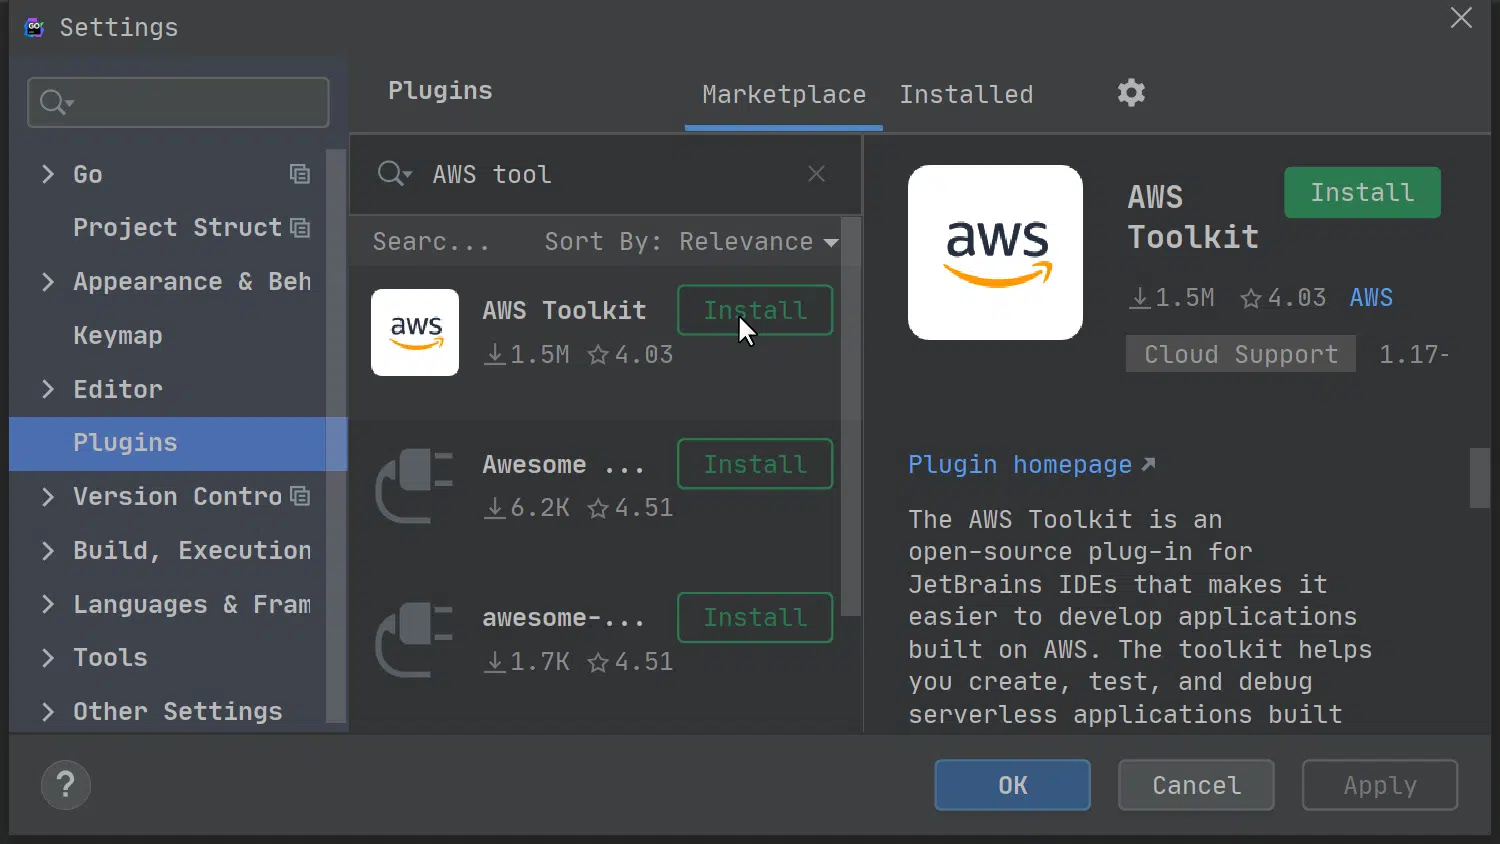 Settings
Go
Project Struct
Appearance & Beh
Keymap
Editor
Plugins
Version Contro
Build, Execution
Languages & Fram
Tools
Other Settings
?
Plugins
Marketplace
Installed
AWS tool
Searc...
Sort By: Relevance
aws
AWS Toolkit
Install
1.5M
4.03
Awesome ...
Install
6.2K
4.51
awesome-...
Install
1.7K
4.51
aws
AWS
Toolkit
Install
1.5M
4.03
AWS
Cloud Support
1.17-
Plugin homepage
The AWS Toolkit is an
open-source plug-in for
JetBrains IDEs that makes it
easier to develop applications
built on AWS. The toolkit helps
you create, test, and debug
serverless applications built
OK
Cancel
Apply